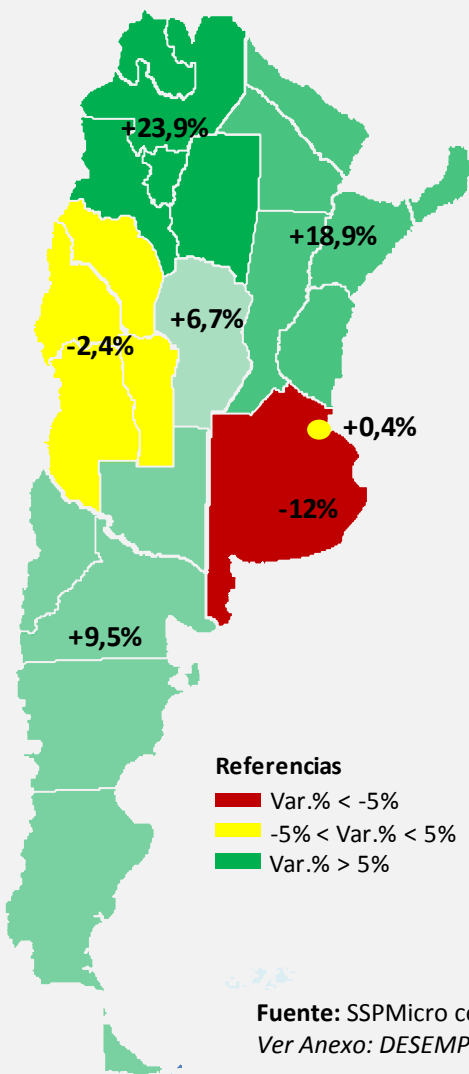 +23,9%
+18,9%
+6,7%
-2,4%
+0,4%
-12%
+9,5%
Referencias
Var.% < -5%
-5% < Var.% < 5%
Var.% > 5%
Fuente: SSPMicro co
Ver Anexo: DESEMP